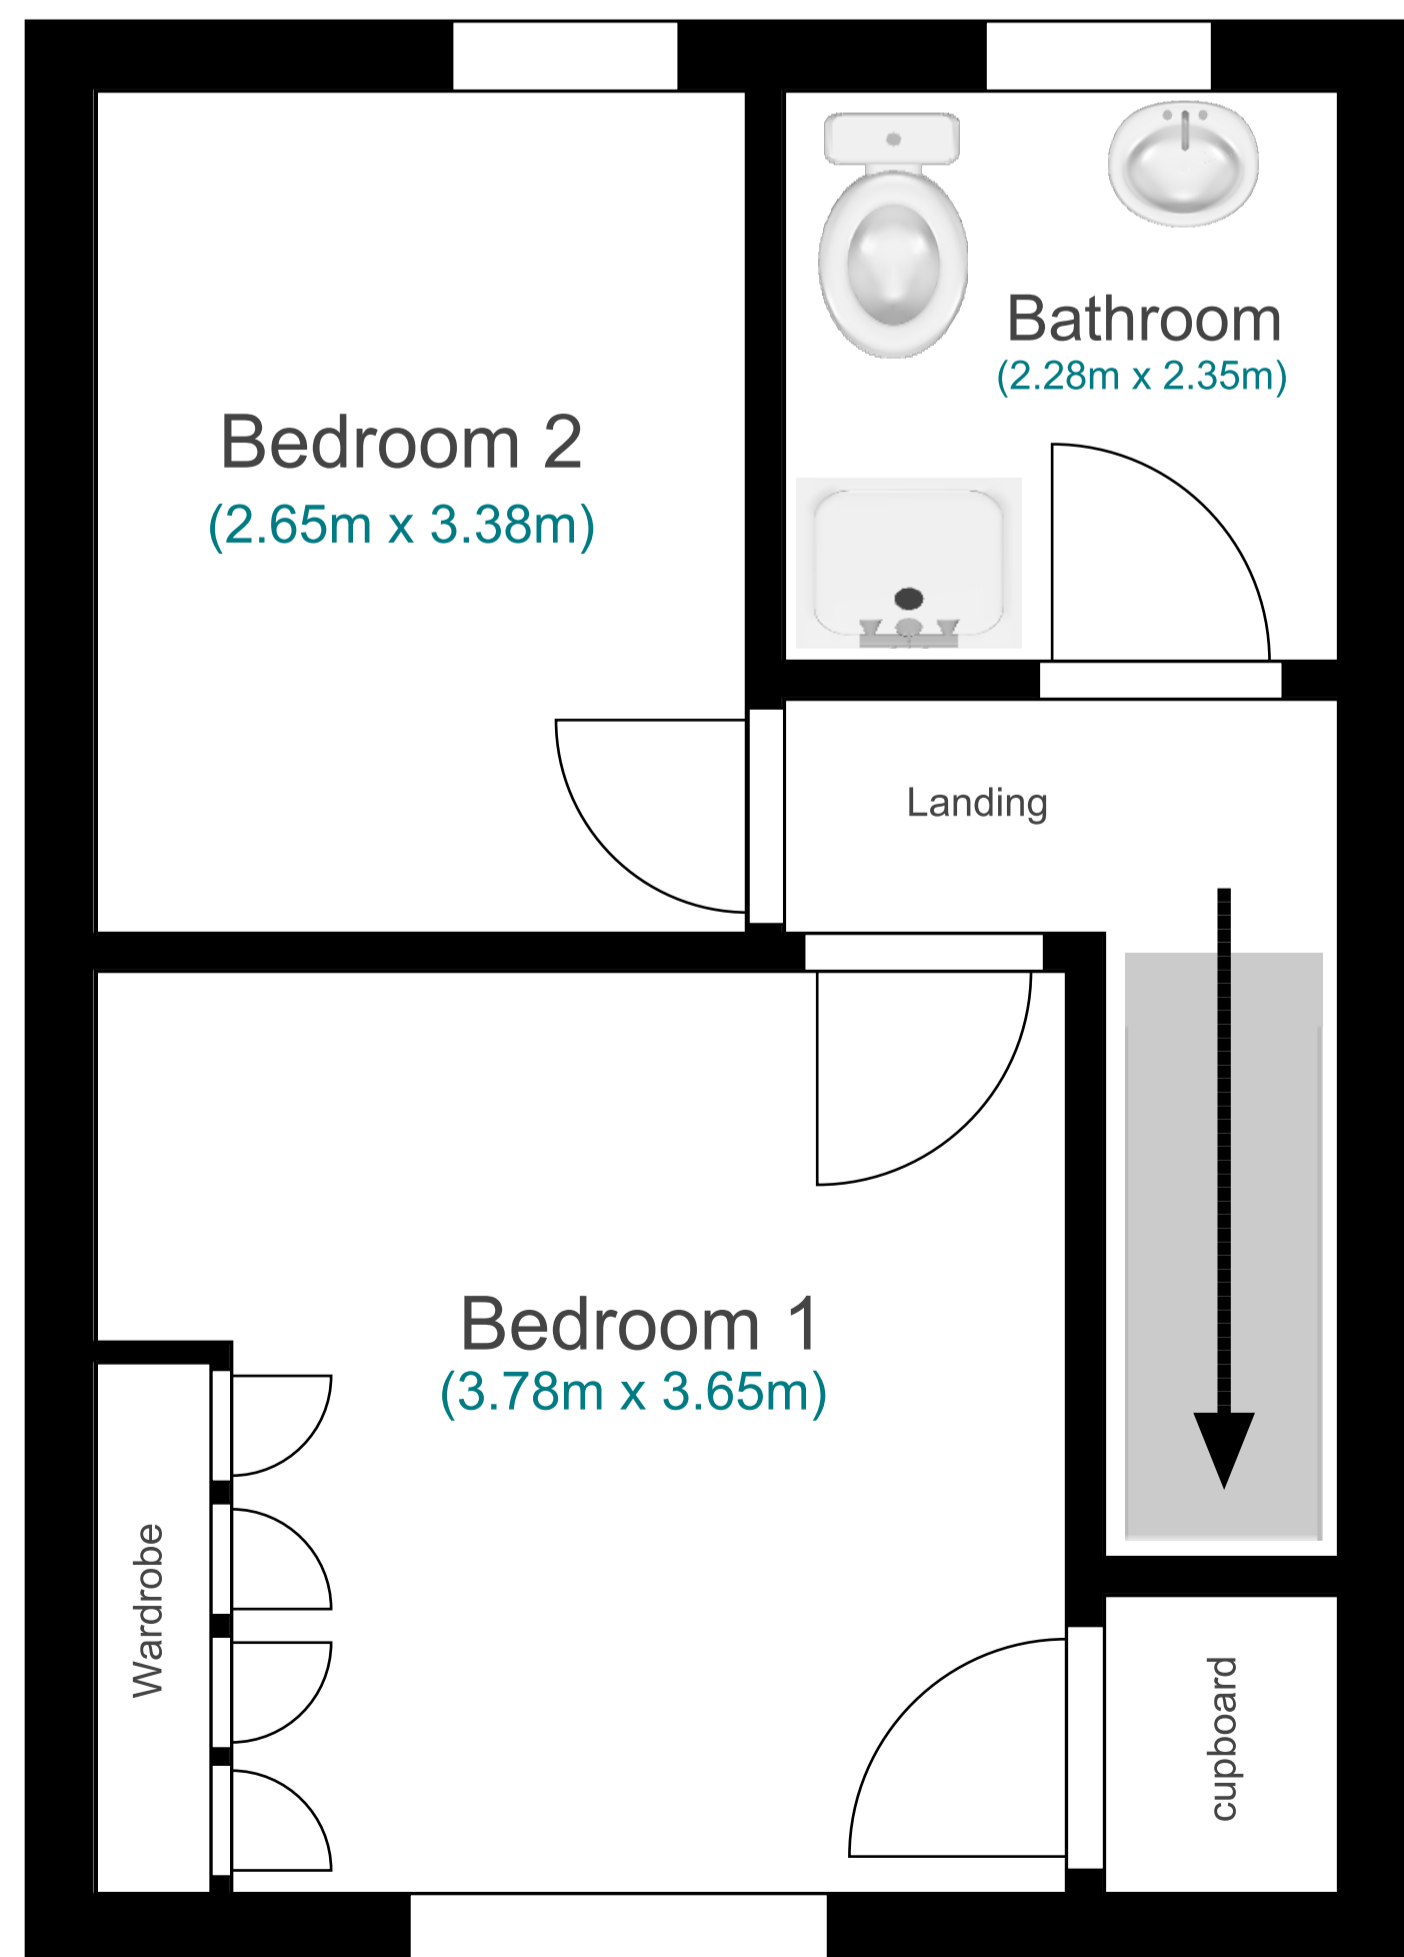 Bathroom
(2.28m x 2.35m)
Bedroom 2
(2.65m x 3.38m)
Landing
Bedroom 1
(3.78m x 3.65m)
Wardrobe
cupboard